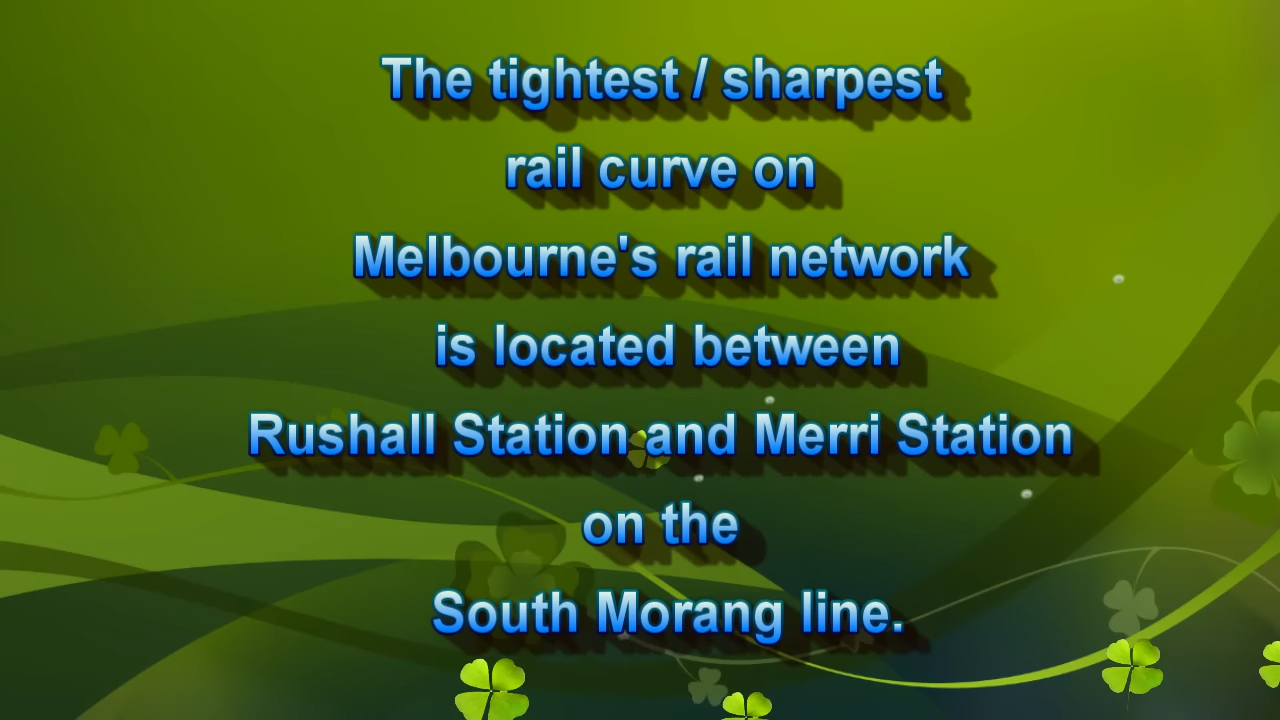 The tightest / sharpest
rail curve on
Melbourne's rail network
is located between
Rushall Station and Merri Station
on the
South Morang line.